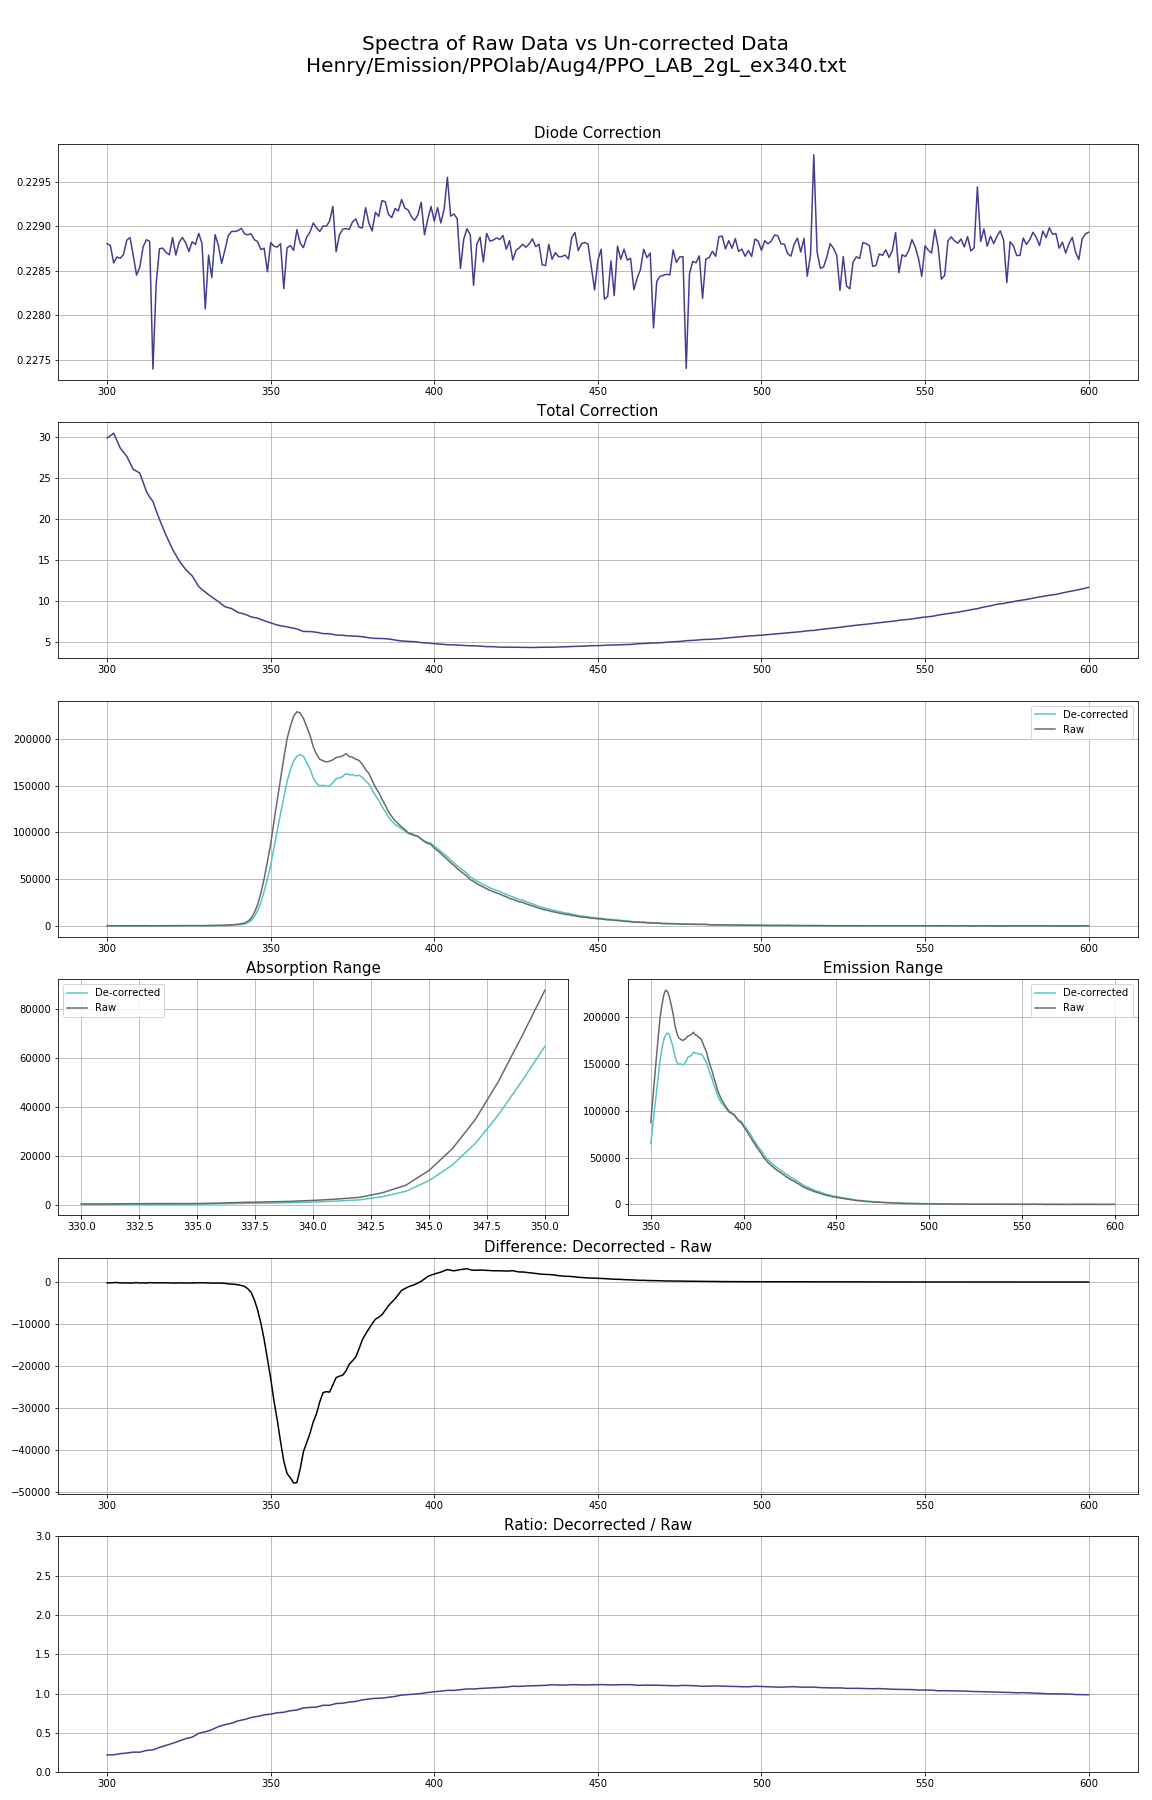 Spectra of Raw Data vs Un-corrected Data
Henry/Emission/PPOlab/Aug4/PPO_LAB_2gL_ex340.txt
Diode Correction
0.2295
0.2290
0.2285
0.2280
0.2275
300 350 400 450 500 550 600
Total Correction
30
25
20
15
10
5
300 350 400 450 500 550 600
De-corrected
Raw
200000
150000
100000
50000
0
300 350 400 450 500 550 600
Absorption Range
De-corrected
Raw
80000
60000
40000
20000
0
330.0 332.5 335.0 337.5 340.0 342.5 345.0 347.5 350.0
Emission Range
De-corrected
Raw
200000
150000
100000
50000
0
350 400 450 500 550 600
Difference: Decorrected - Raw
0
−10000
−20000
−30000
−40000
−50000
300 350 400 450 500 550 600
Ratio: Decorrected / Raw
3.0
2.5
2.0
1.5
1.0
0.5
0.0
300 350 400 450 500 550 600